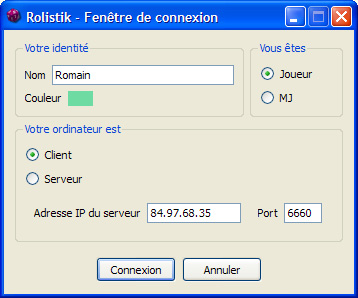 Rolistik - Fenêtre de connexion
Votre identité
Nom Romain
Couleur
Vous êtes
Joueur
MJ
Votre ordinateur est
Client
Serveur
Adresse IP du serveur 84.97.68.35 Port 6660
Connexion Annuler